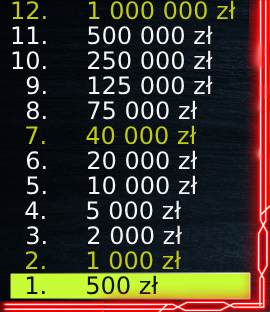 12. 1 000 000 zł
11. 500 000 zł
10. 250 000 zł
9. 125 000 zł
8. 75 000 zł
7. 40 000 zł
6. 20 000 zł
5. 10 000 zł
4. 5 000 zł
3. 2 000 zł
2. 1 000 zł
1. 500 zł